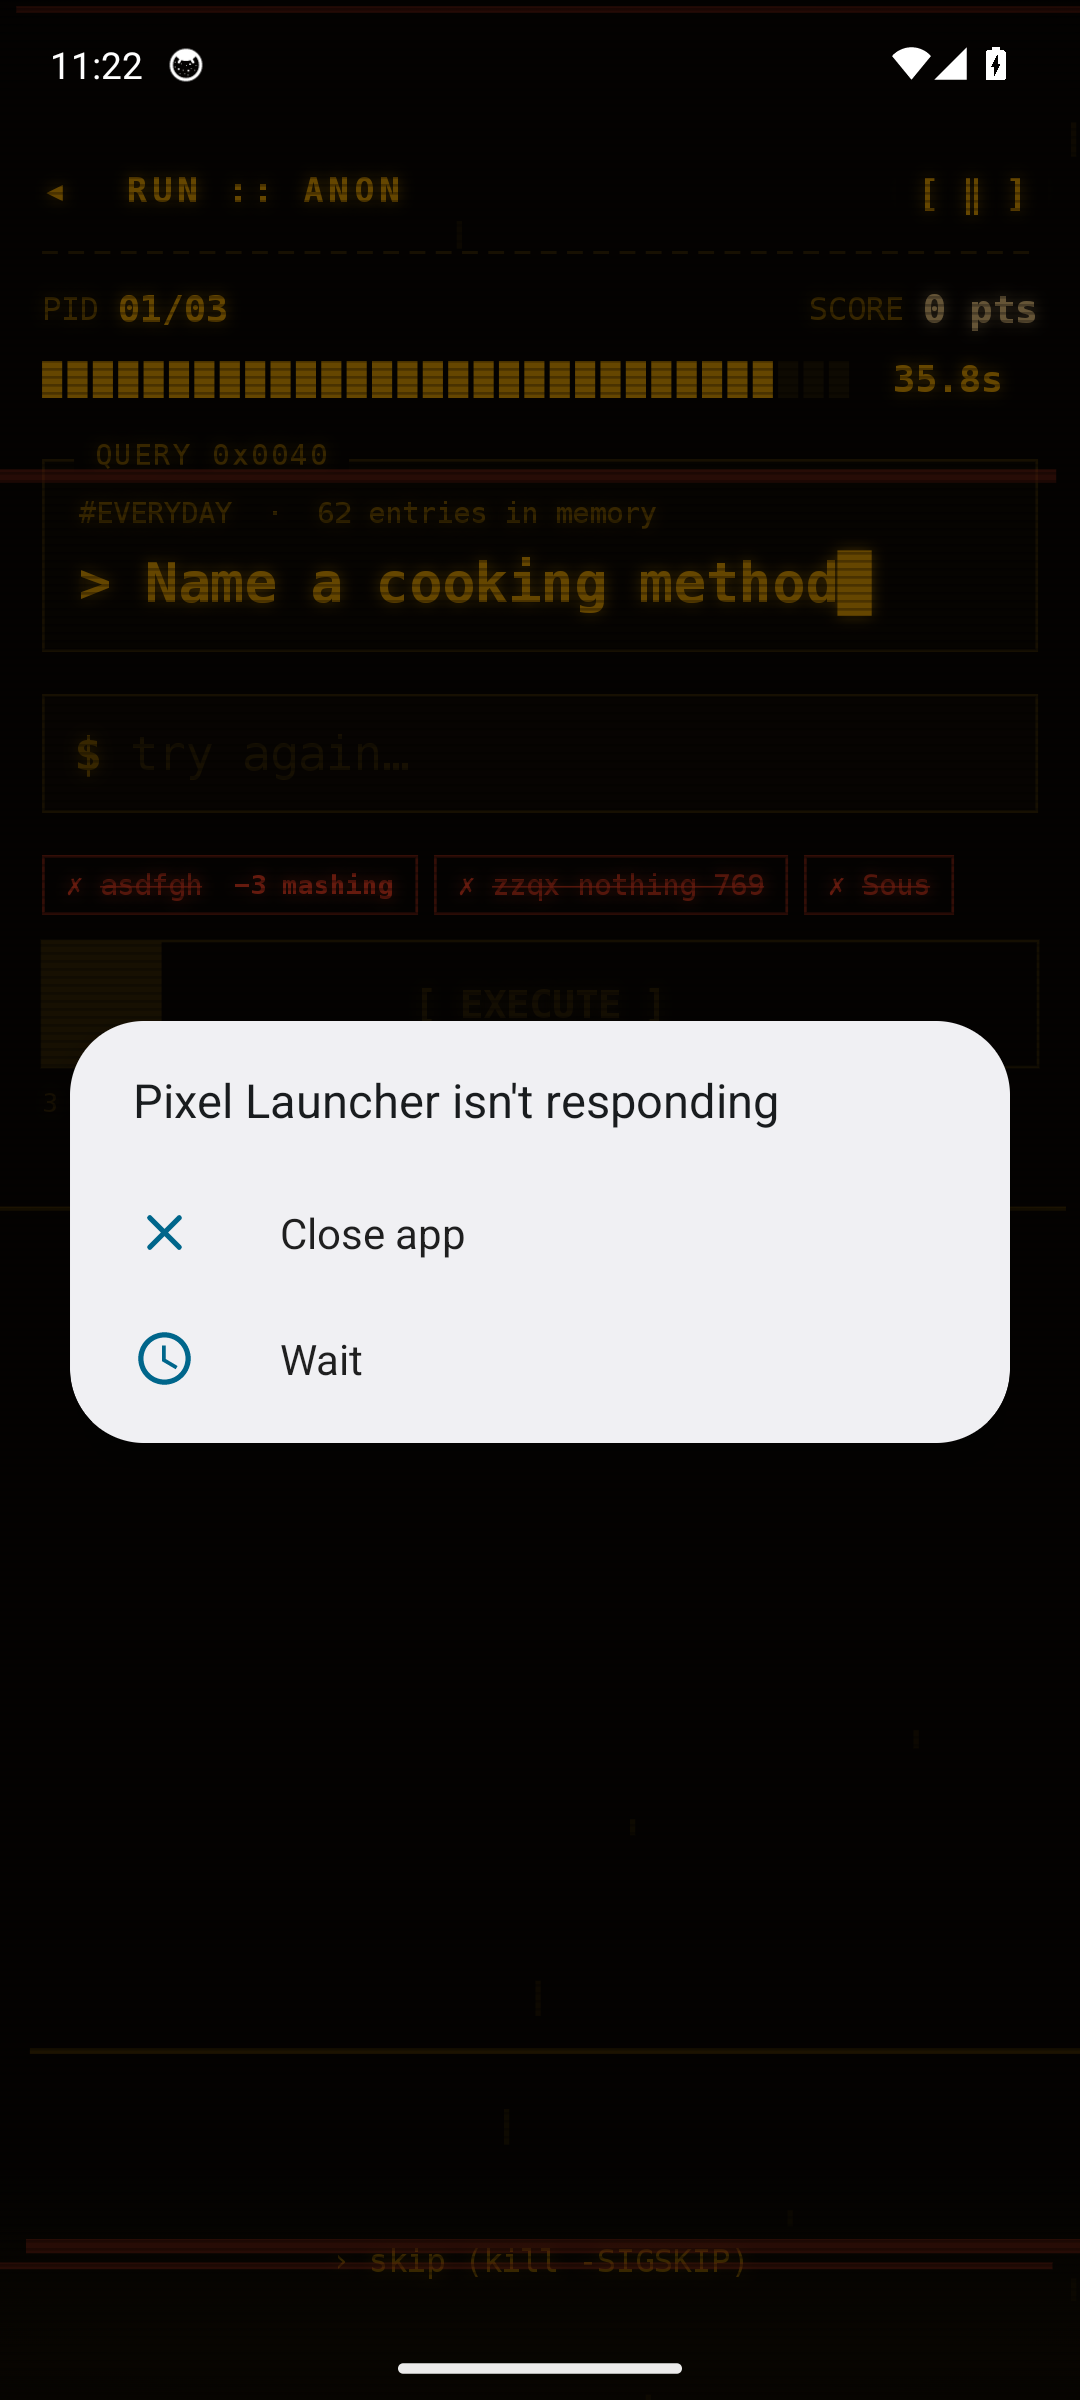 11:22
◂ RUN :: ANON [ ‖ ]
PID 01/03 SCORE 0 pts
35.8s
QUERY 0x0040
#EVERYDAY · 62 entries in memory
> Name a cooking method
$ try again…
✗ asdfgh −3 mashing ✗ zzqx nothing 769 ✗ Sous
[ EXECUTE ]
3
Pixel Launcher isn't responding
Close app
Wait
› skip (kill -SIGSKIP)